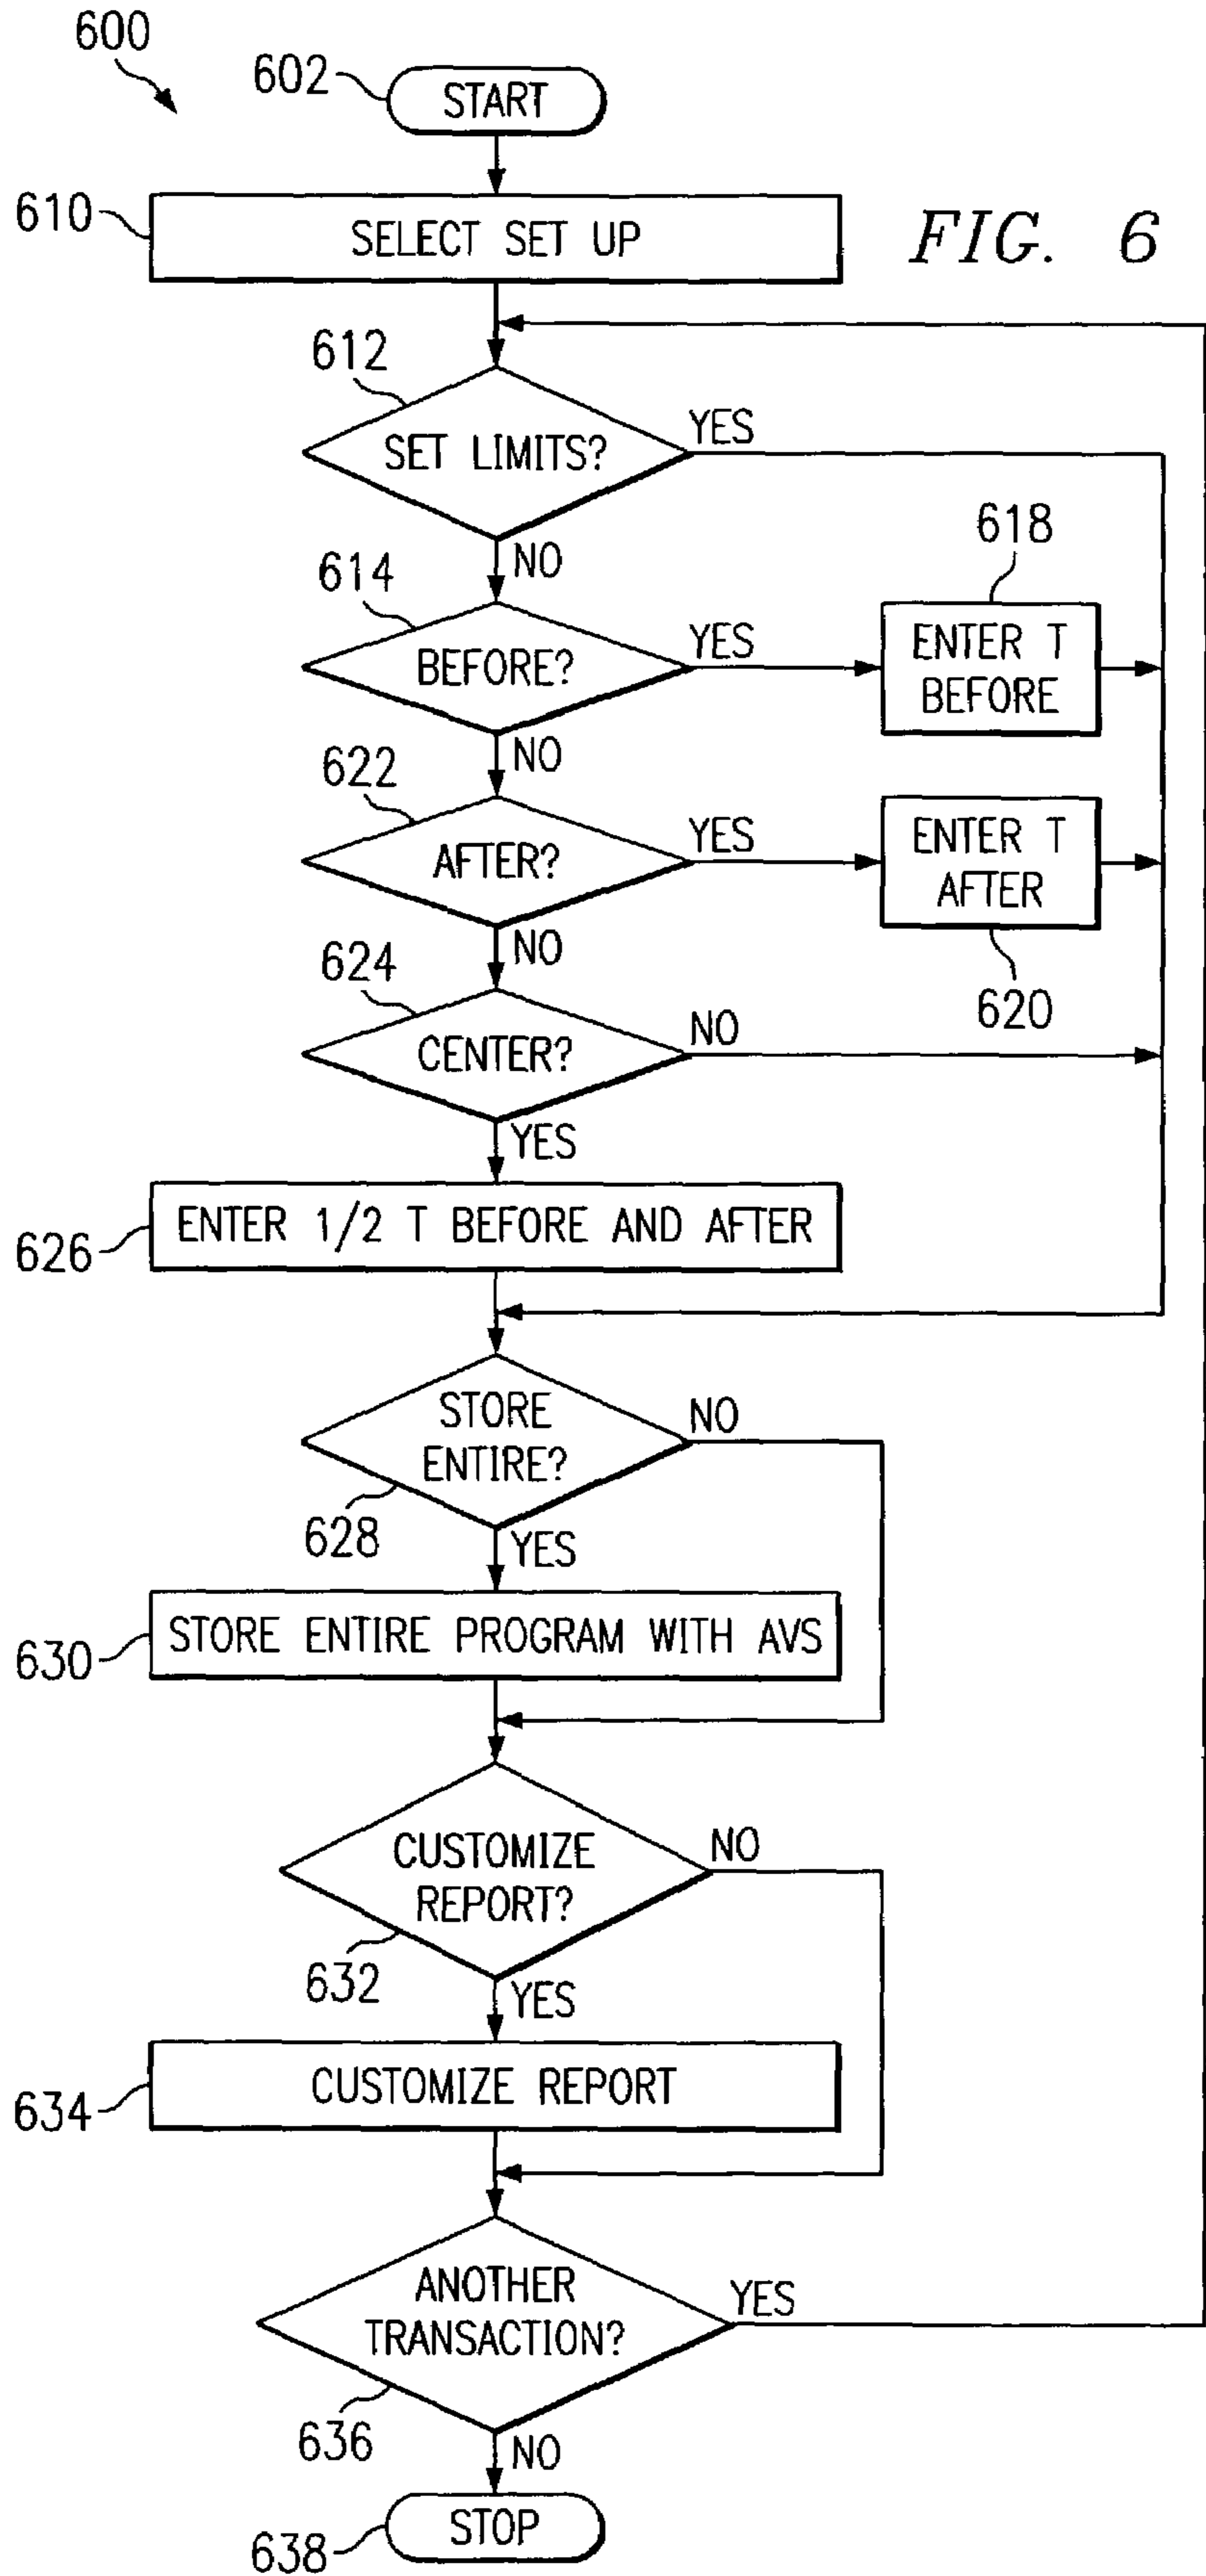 600
602
START
610
SELECT SET UP
FIG. 6
612
SET LIMITS?
YES
NO
614
BEFORE?
YES
618
ENTER T
BEFORE
NO
622
AFTER?
YES
ENTER T
AFTER
620
NO
624
CENTER?
NO
YES
626
ENTER 1/2 T BEFORE AND AFTER
STORE
ENTIRE?
NO
628
YES
630
STORE ENTIRE PROGRAM WITH AVS
CUSTOMIZE
REPORT?
NO
632
YES
634
CUSTOMIZE REPORT
ANOTHER
TRANSACTION?
YES
636
NO
638
STOP